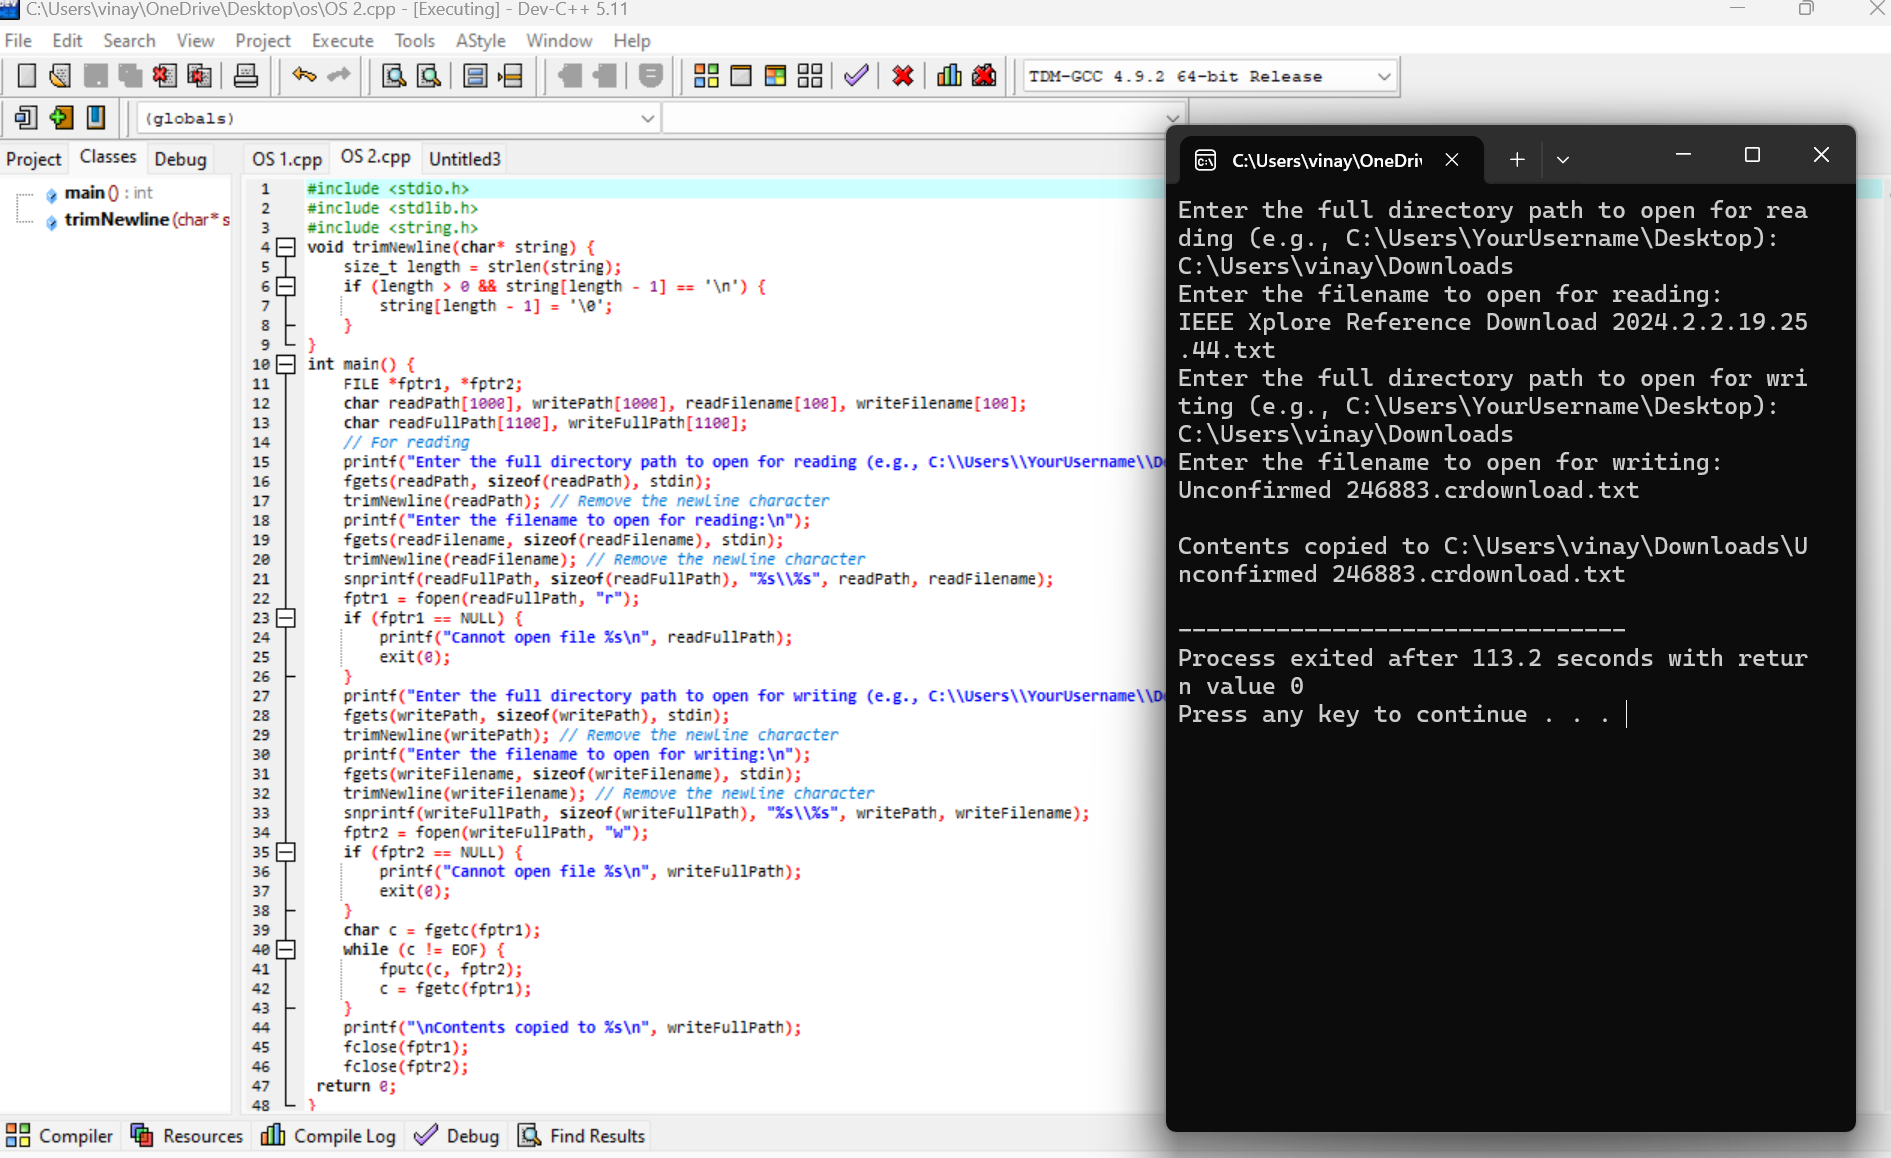 C:\Users\vinay\OneDrive\Desktop\os\OS 2.cpp - [Executing] - Dev-C++ 5.11
File Edit Search View Project Execute Tools AStyle Window Help
TDM-GCC 4.9.2 64-bit Release
(globals)
Project Classes Debug
OS 1.cpp OS 2.cpp Untitled3
main () : int
trimNewline (char* s
1 #include <stdio.h>
2 #include <stdlib.h>
3 #include <string.h>
4 void trimNewline(char* string) {
5 size_t length = strlen(string);
6 if (length > 0 && string[length - 1] == '\n') {
7 string[length - 1] = '\0';
8 }
9 }
10 int main() {
11 FILE *fptr1, *fptr2;
12 char readPath[1000], writePath[1000], readFilename[100], writeFilename[100];
13 char readFullPath[1100], writeFullPath[1100];
14 // For reading
15 printf("Enter the full directory path to open for reading (e.g., C:\\Users\\YourUsername\\De
16 fgets(readPath, sizeof(readPath), stdin);
17 trimNewline(readPath); // Remove the newline character
18 printf("Enter the filename to open for reading:\n");
19 fgets(readFilename, sizeof(readFilename), stdin);
20 trimNewline(readFilename); // Remove the newline character
21 snprintf(readFullPath, sizeof(readFullPath), "%s\\%s", readPath, readFilename);
22 fptr1 = fopen(readFullPath, "r");
23 if (fptr1 == NULL) {
24 printf("Cannot open file %s\n", readFullPath);
25 exit(0);
26 }
27 printf("Enter the full directory path to open for writing (e.g., C:\\Users\\YourUsername\\De
28 fgets(writePath, sizeof(writePath), stdin);
29 trimNewline(writePath); // Remove the newline character
30 printf("Enter the filename to open for writing:\n");
31 fgets(writeFilename, sizeof(writeFilename), stdin);
32 trimNewline(writeFilename); // Remove the newline character
33 snprintf(writeFullPath, sizeof(writeFullPath), "%s\\%s", writePath, writeFilename);
34 fptr2 = fopen(writeFullPath, "w");
35 if (fptr2 == NULL) {
36 printf("Cannot open file %s\n", writeFullPath);
37 exit(0);
38 }
39 char c = fgetc(fptr1);
40 while (c != EOF) {
41 fputc(c, fptr2);
42 c = fgetc(fptr1);
43 }
44 printf("\nContents copied to %s\n", writeFullPath);
45 fclose(fptr1);
46 fclose(fptr2);
47 return 0;
48 }
Compiler Resources Compile Log Debug Find Results
C:\Users\vinay\OneDri
Enter the full directory path to open for rea
ding (e.g., C:\Users\YourUsername\Desktop):
C:\Users\vinay\Downloads
Enter the filename to open for reading:
IEEE Xplore Reference Download 2024.2.2.19.25
.44.txt
Enter the full directory path to open for wri
ting (e.g., C:\Users\YourUsername\Desktop):
C:\Users\vinay\Downloads
Enter the filename to open for writing:
Unconfirmed 246883.crdownload.txt
Contents copied to C:\Users\vinay\Downloads\U
nconfirmed 246883.crdownload.txt
--------------------------------
Process exited after 113.2 seconds with retur
n value 0
Press any key to continue . . .